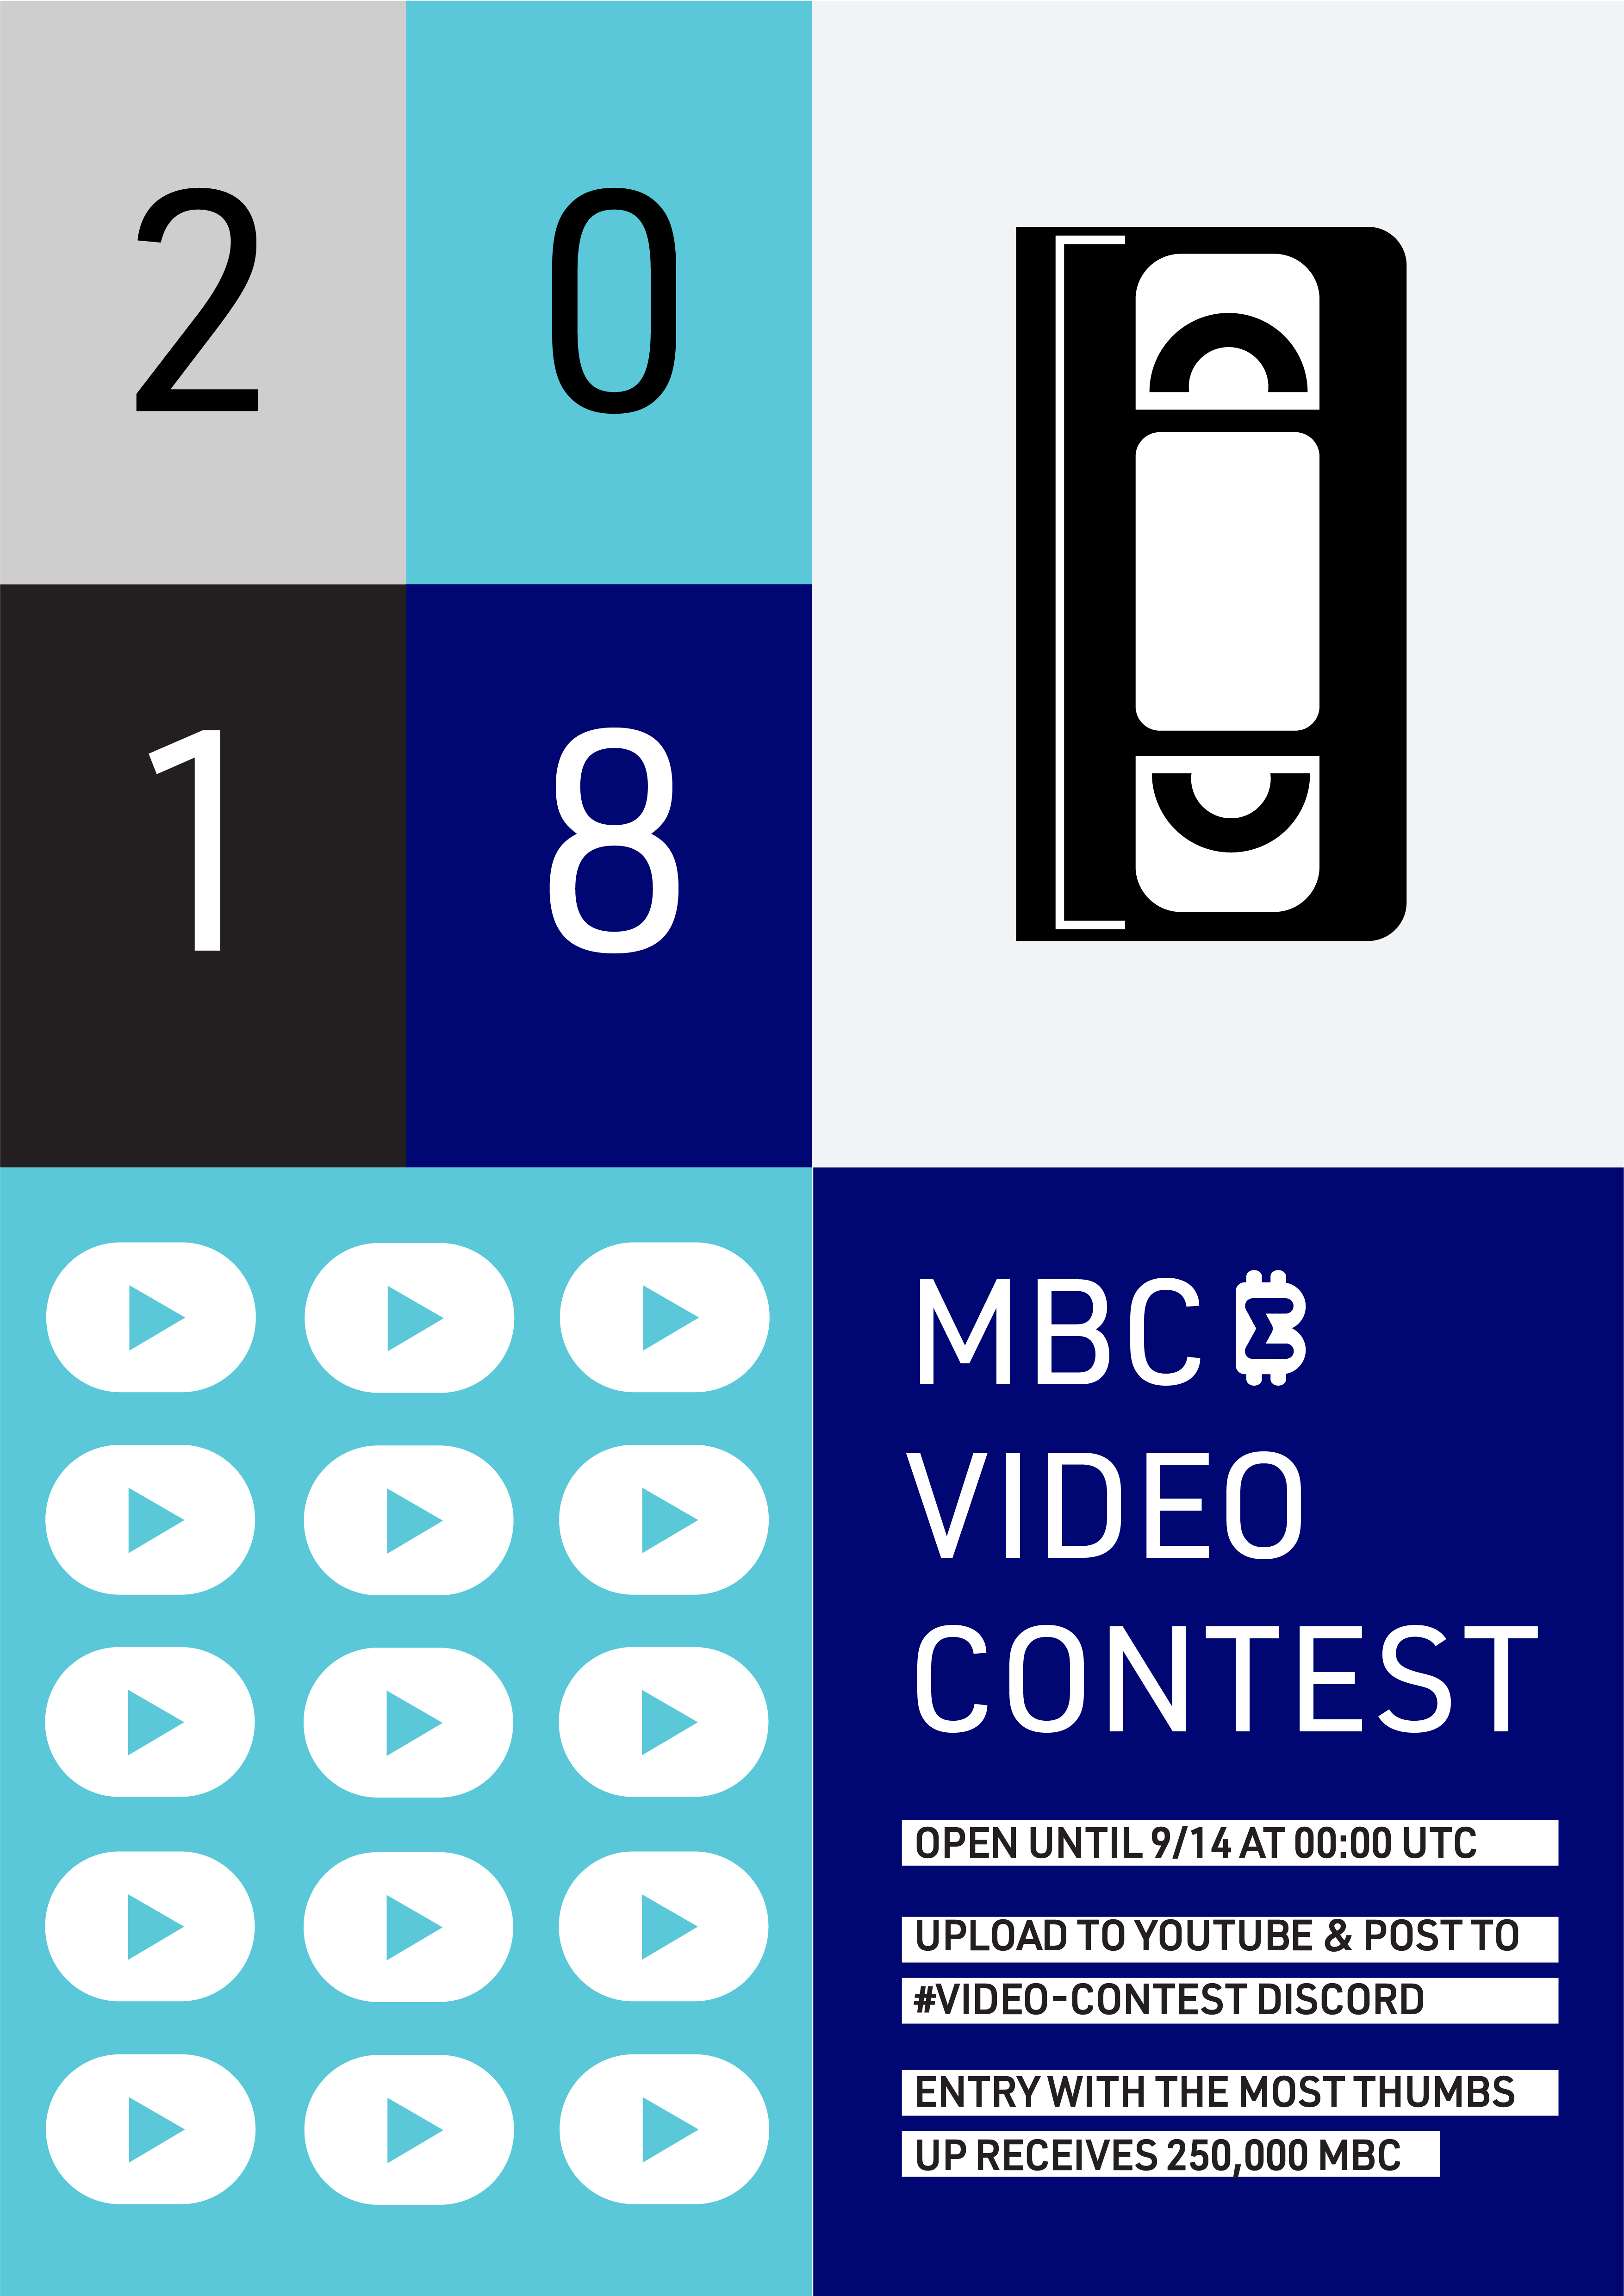 2 0
1 8
MBC
VIDEO
CONTEST
OPEN UNTIL 9/14 AT 00:00 UTC
UPLOAD TO YOUTUBE & POST TO
#VIDEO-CONTEST DISCORD
ENTRY WITH THE MOST THUMBS
UP RECEIVES 250,000 MBC